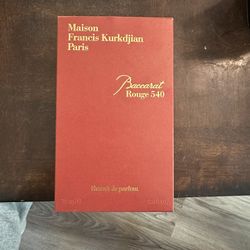 Maison
Francis Kurkdjian
Paris
Baccarat
Rouge 540
Extrait de parfum